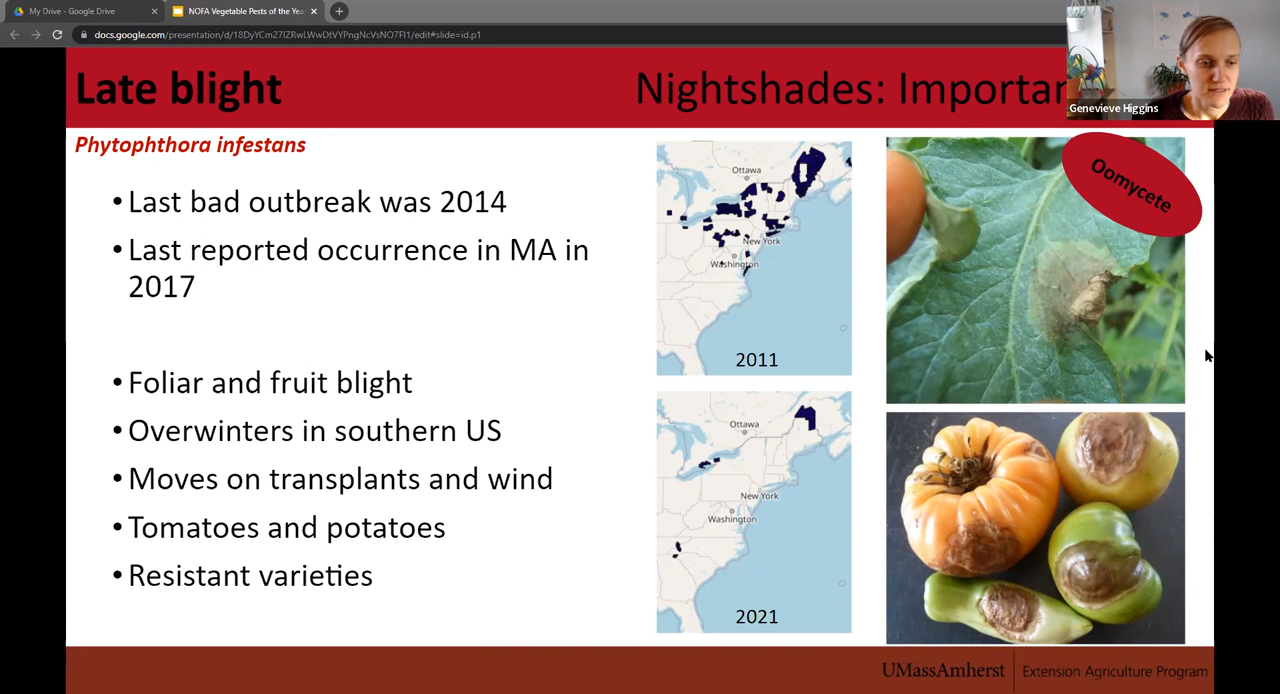 My Drive - Google Drive
NOFA Vegetable Pests of the Yea
docs.google.com/presentation/d/18DyYCm27IZRwLWwDtVYPngNcVsNO7FI1/edit#slide=id.p1
Genevieve Higgins
Late blight
Nightshades: Importan
Phytophthora infestans
• Last bad outbreak was 2014
• Last reported occurrence in MA in
2017
• Foliar and fruit blight
• Overwinters in southern US
• Moves on transplants and wind
• Tomatoes and potatoes
• Resistant varieties
Ottawa
New York
Washington
2011
Ottawa
New York
Washington
2021
Oomycete
UMassAmherst
Extension Agriculture Program